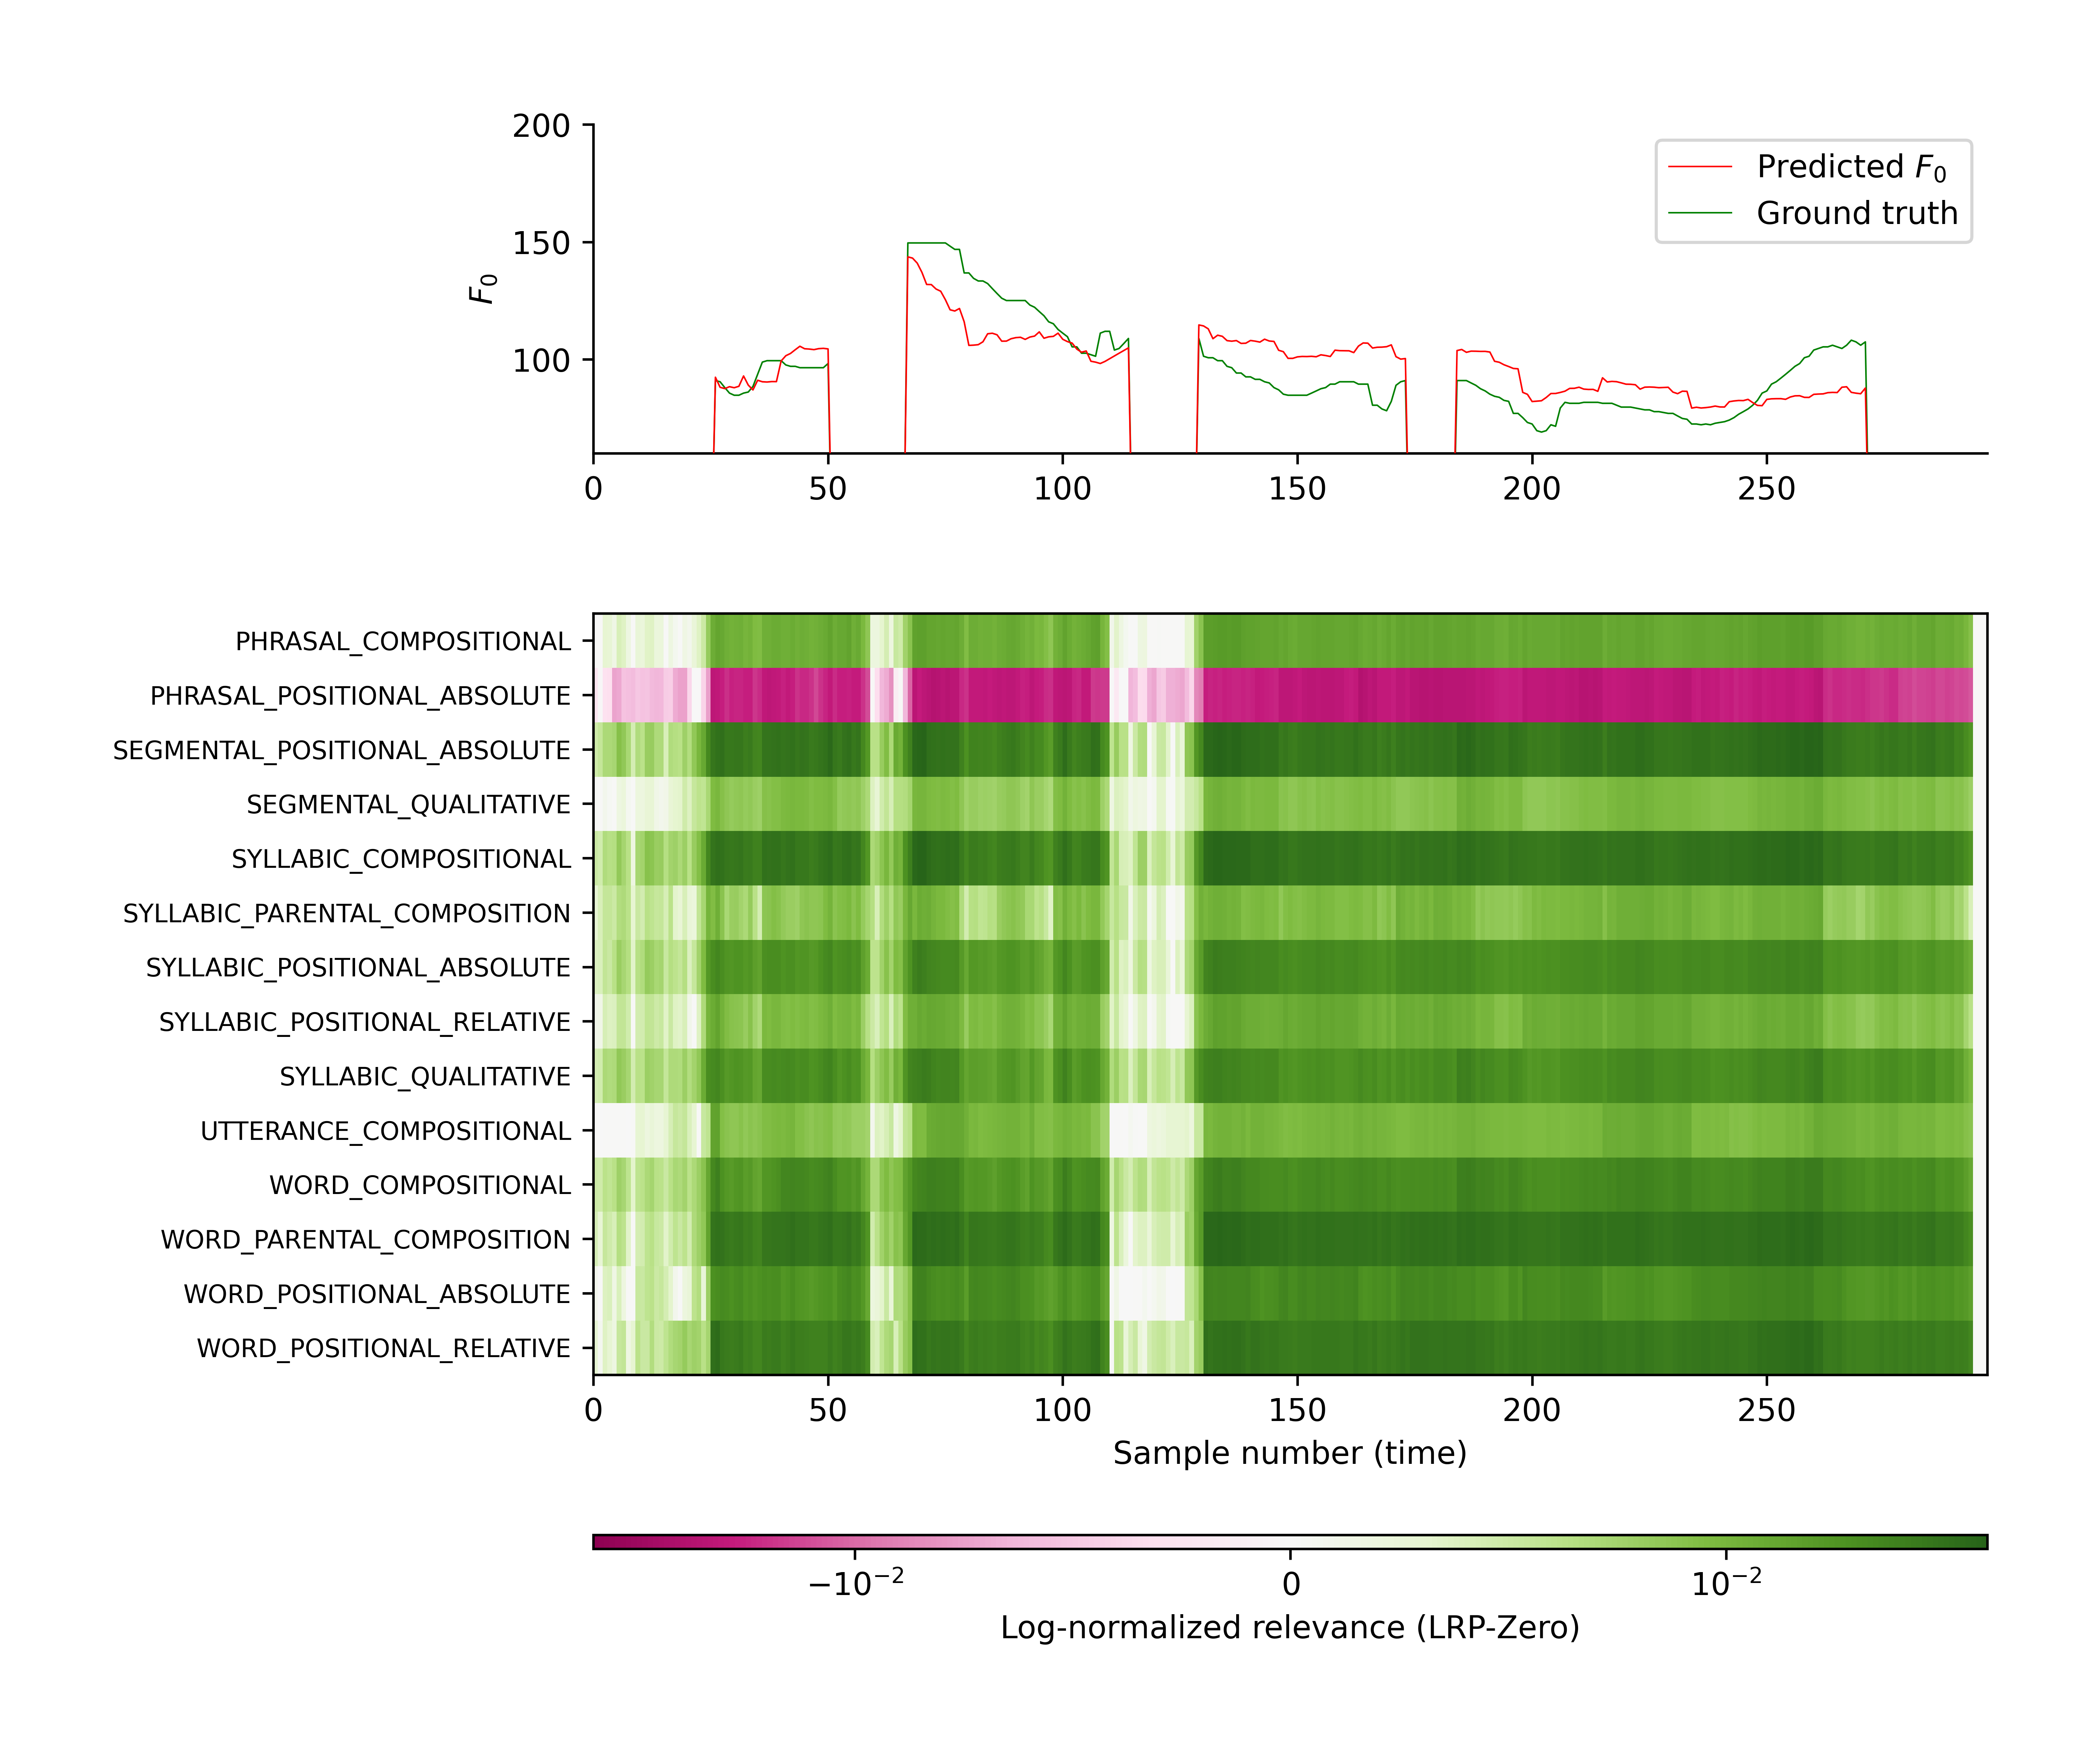 200
150
100
F0
Predicted F0
Ground truth
0 50 100 150 200 250
PHRASAL_COMPOSITIONAL
PHRASAL_POSITIONAL_ABSOLUTE
SEGMENTAL_POSITIONAL_ABSOLUTE
SEGMENTAL_QUALITATIVE
SYLLABIC_COMPOSITIONAL
SYLLABIC_PARENTAL_COMPOSITION
SYLLABIC_POSITIONAL_ABSOLUTE
SYLLABIC_POSITIONAL_RELATIVE
SYLLABIC_QUALITATIVE
UTTERANCE_COMPOSITIONAL
WORD_COMPOSITIONAL
WORD_PARENTAL_COMPOSITION
WORD_POSITIONAL_ABSOLUTE
WORD_POSITIONAL_RELATIVE
0 50 100 150 200 250
Sample number (time)
−10⁻² 0 10⁻²
Log-normalized relevance (LRP-Zero)